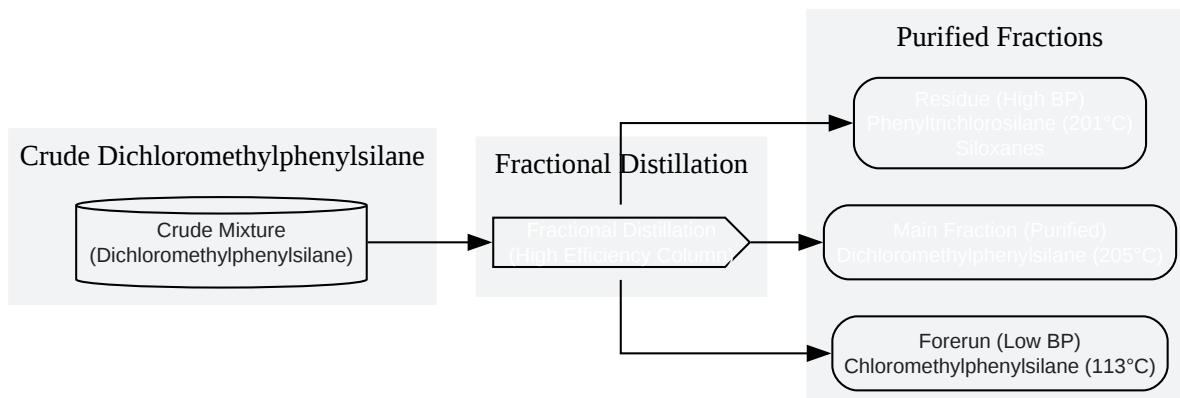 Crude Dichloromethylphenylsilane
Crude Mixture
(Dichloromethylphenylsilane)
Fractional Distillation
Fractional Distillation
(High Efficiency Column)
Purified Fractions
Residue (High BP)
Phenyltrichlorosilane (201°C)
Siloxanes
Main Fraction (Purified)
Dichloromethylphenylsilane (205°C)
Forerun (Low BP)
Chloromethylphenylsilane (113°C)